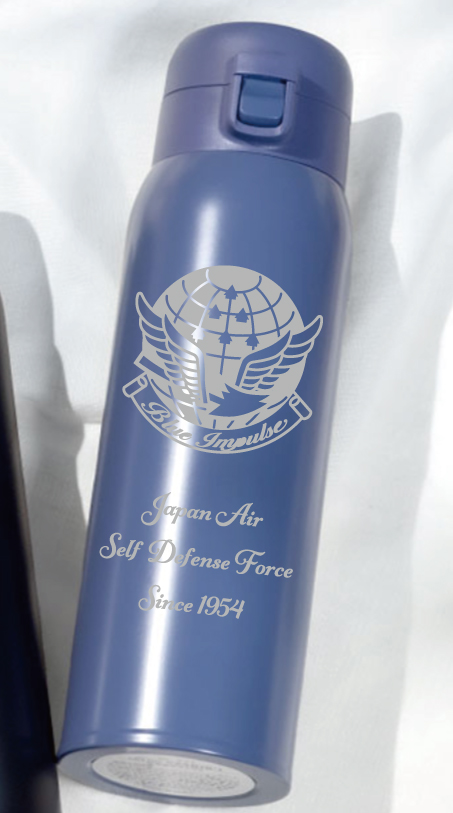 Blue Impulse
Japan Air
Self Defense Force
Since 1954